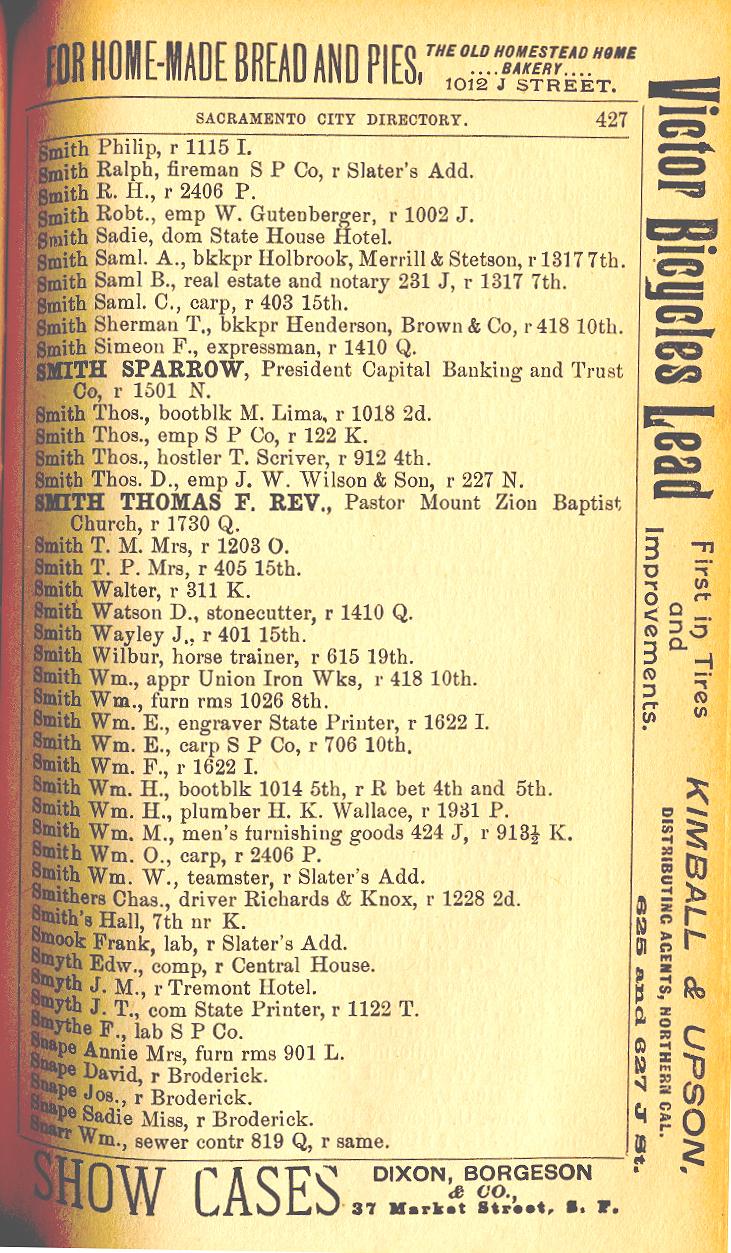 FOR HOME-MADE BREAD AND PIES, THE OLD HOMESTEAD HOME
....BAKERY....
1012 J STREET.
SACRAMENTO CITY DIRECTORY. 427
Smith Philip, r 1115 I.
Smith Ralph, fireman S P Co, r Slater's Add.
Smith R. H., r 2406 P.
Smith Robt., emp W. Gutenberger, r 1002 J.
Smith Sadie, dom State House Hotel.
Smith Saml. A., bkkpr Holbrook, Merrill & Stetson, r 1317 7th.
Smith Saml B., real estate and notary 231 J, r 1317 7th.
Smith Saml. C., carp, r 403 15th.
Smith Sherman T., bkkpr Henderson, Brown & Co, r 418 10th.
Smith Simeon F., expressman, r 1410 Q.
SMITH SPARROW, President Capital Banking and Trust
Co, r 1501 N.
Smith Thos., bootblk M. Lima, r 1018 2d.
Smith Thos., emp S P Co, r 122 K.
Smith Thos., hostler T. Scriver, r 912 4th.
Smith Thos. D., emp J. W. Wilson & Son, r 227 N.
SMITH THOMAS F. REV., Pastor Mount Zion Baptist
Church, r 1730 Q.
Smith T. M. Mrs, r 1203 O.
Smith T. P. Mrs, r 405 15th.
Smith Walter, r 311 K.
Smith Watson D., stonecutter, r 1410 Q.
Smith Wayley J., r 401 15th.
Smith Wilbur, horse trainer, r 615 19th.
Smith Wm., appr Union Iron Wks, r 418 10th.
Smith Wm., furn rms 1026 8th.
Smith Wm. E., engraver State Printer, r 1622 I.
Smith Wm. E., carp S P Co, r 706 10th.
Smith Wm. F., r 1622 I.
Smith Wm. H., bootblk 1014 5th, r R bet 4th and 5th.
Smith Wm. H., plumber H. K. Wallace, r 1931 P.
Smith Wm. M., men's furnishing goods 424 J, r 913½ K.
Smith Wm. O., carp, r 2406 P.
Smith Wm. W., teamster, r Slater's Add.
Smithers Chas., driver Richards & Knox, r 1228 2d.
Smith's Hall, 7th nr K.
Smook Frank, lab, r Slater's Add.
Smyth Edw., comp, r Central House.
Smyth J. M., r Tremont Hotel.
Smyth J. T., com State Printer, r 1122 T.
Smythe F., lab S P Co.
Snape Annie Mrs, furn rms 901 L.
Snape David, r Broderick.
Snape Jos., r Broderick.
Snape Sadie Miss, r Broderick.
Snarr Wm., sewer contr 819 Q, r same.
Victor Bicycles Lead
First in Tires
and
Improvements.
KIMBALL & UPSON,
DISTRIBUTING AGENTS, NORTHERN CAL.
625 and 627 J St.
SHOW CASES DIXON, BORGESON
& CO.,
37 Market Street, S. F.